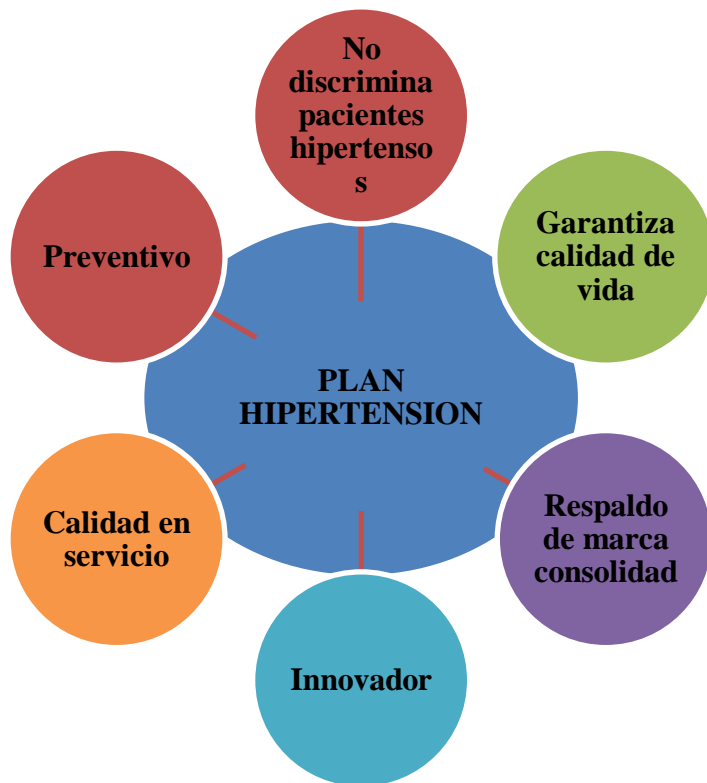 No
discrimina
pacientes
hipertenso
s
Garantiza
calidad de
vida
Preventivo
PLAN
HIPERTENSION
Calidad en
servicio
Respaldo
de marca
consolidad
Innovador